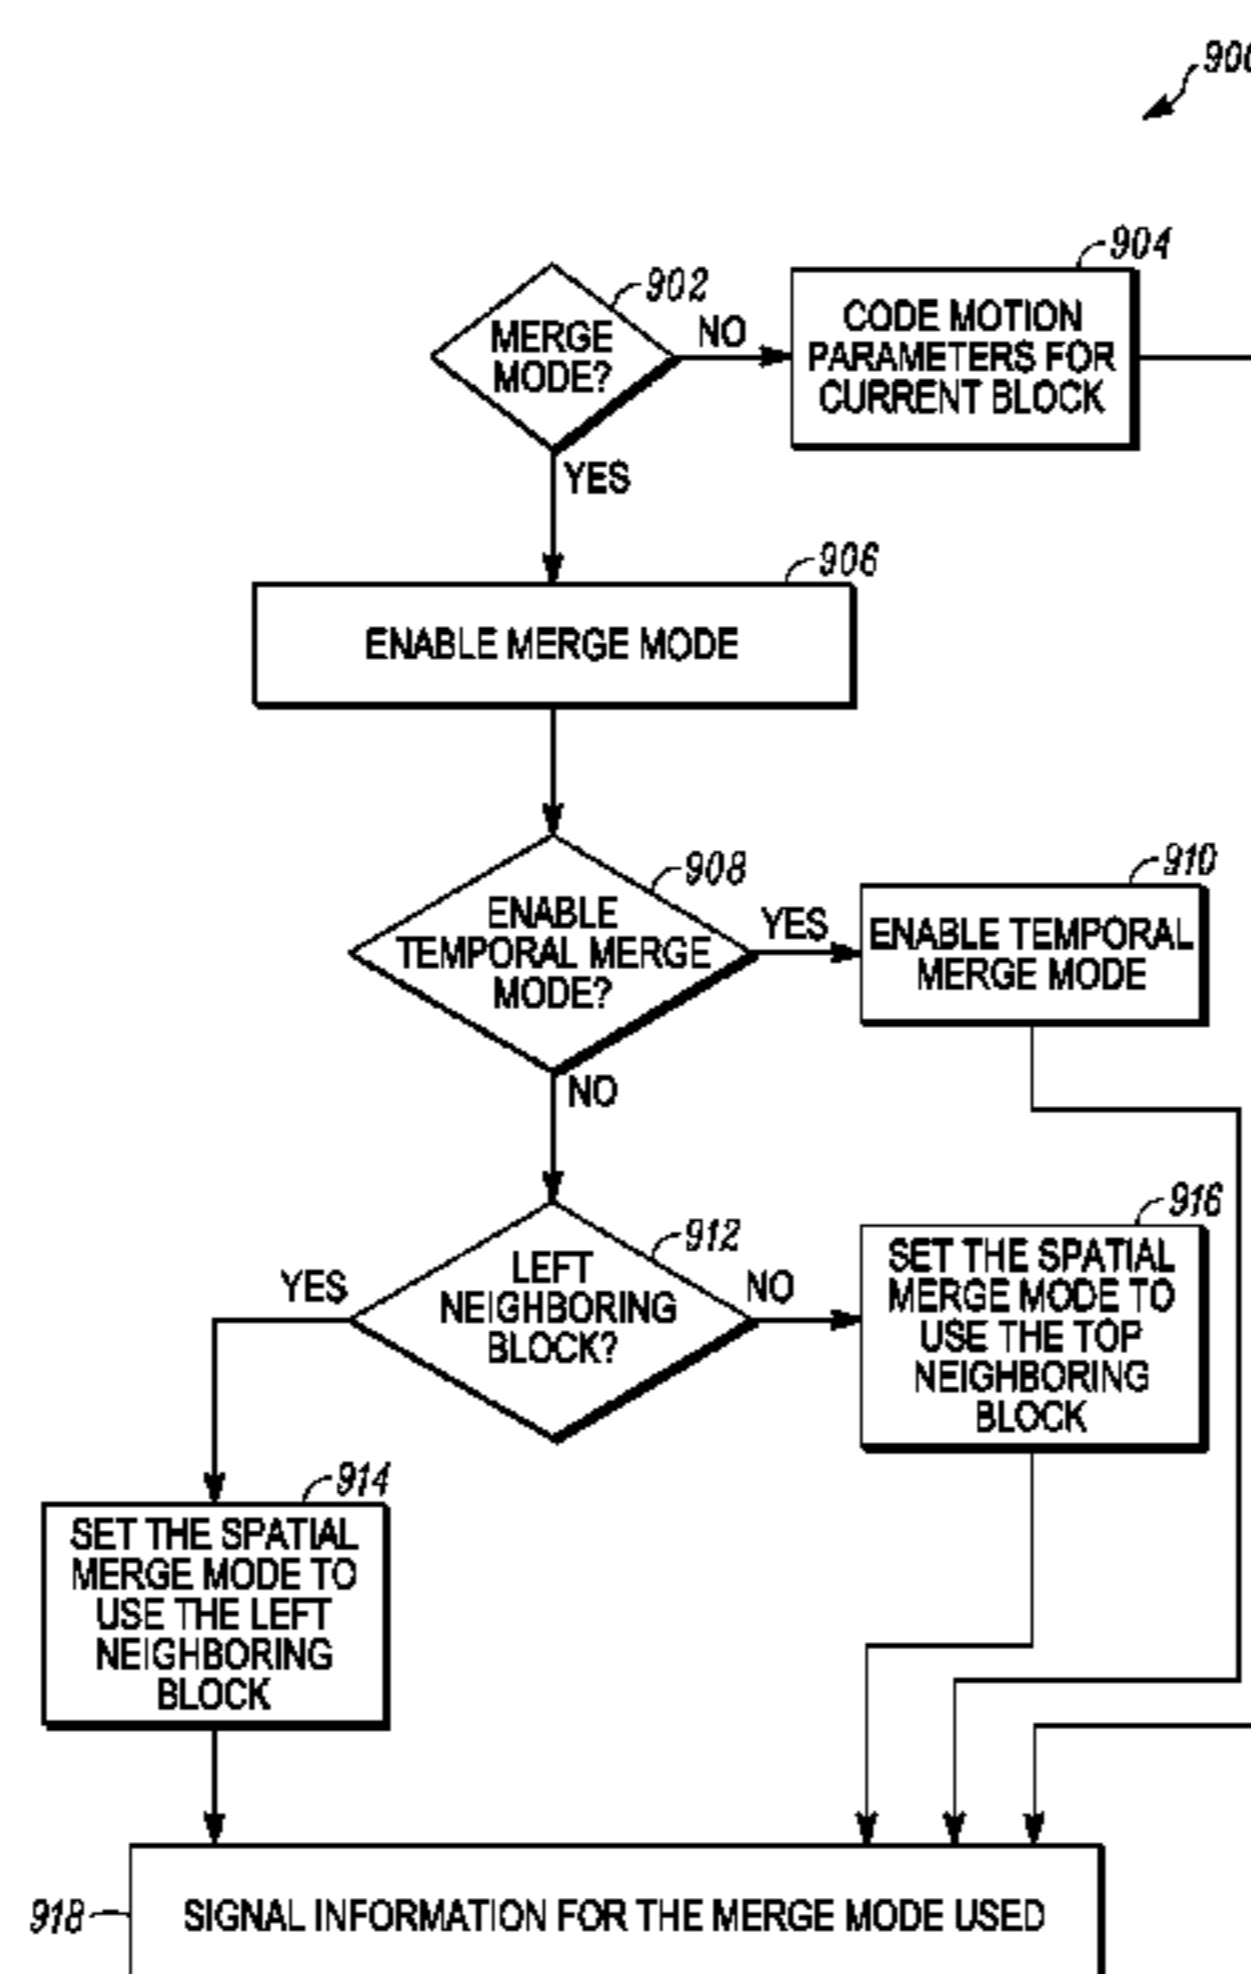 900
902
MERGE
MODE?
NO
904
CODE MOTION
PARAMETERS FOR
CURRENT BLOCK
YES
906
ENABLE MERGE MODE
908
ENABLE
TEMPORAL MERGE
MODE?
YES
910
ENABLE TEMPORAL
MERGE MODE
NO
912
LEFT
NEIGHBORING
BLOCK?
YES
NO
916
SET THE SPATIAL
MERGE MODE TO
USE THE TOP
NEIGHBORING
BLOCK
914
SET THE SPATIAL
MERGE MODE TO
USE THE LEFT
NEIGHBORING
BLOCK
918
SIGNAL INFORMATION FOR THE MERGE MODE USED